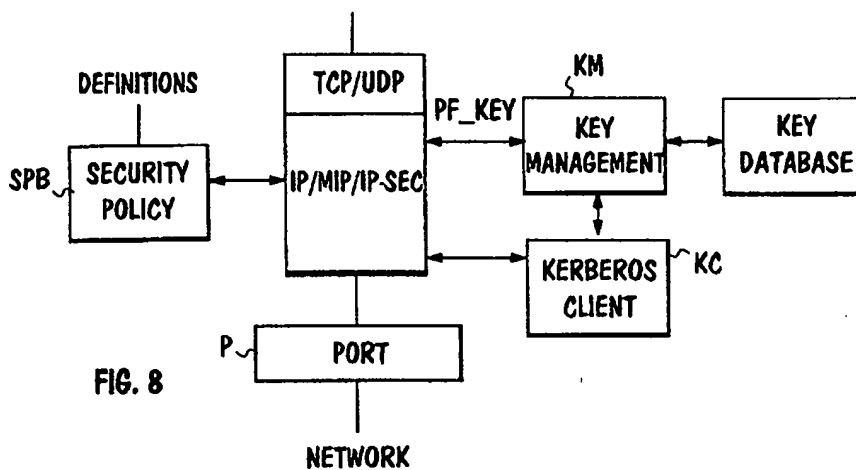 DEFINITIONS
SPB
SECURITY
POLICY
TCP/UDP
IP/MIP/IP-SEC
PF_KEY
KM
KEY
MANAGEMENT
KEY
DATABASE
KERBEROS
CLIENT
KC
P
PORT
FIG. 8
NETWORK